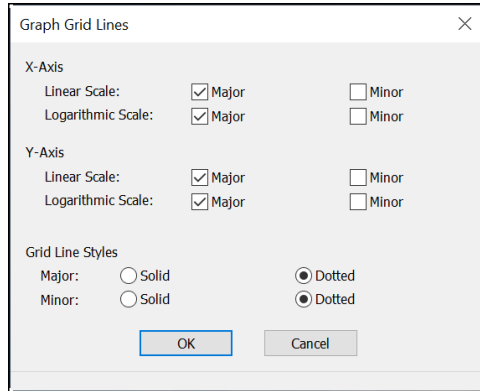 Graph Grid Lines
X-Axis
Linear Scale: Major Minor
Logarithmic Scale: Major Minor
Y-Axis
Linear Scale: Major Minor
Logarithmic Scale: Major Minor
Grid Line Styles
Major: Solid Dotted
Minor: Solid Dotted
OK Cancel